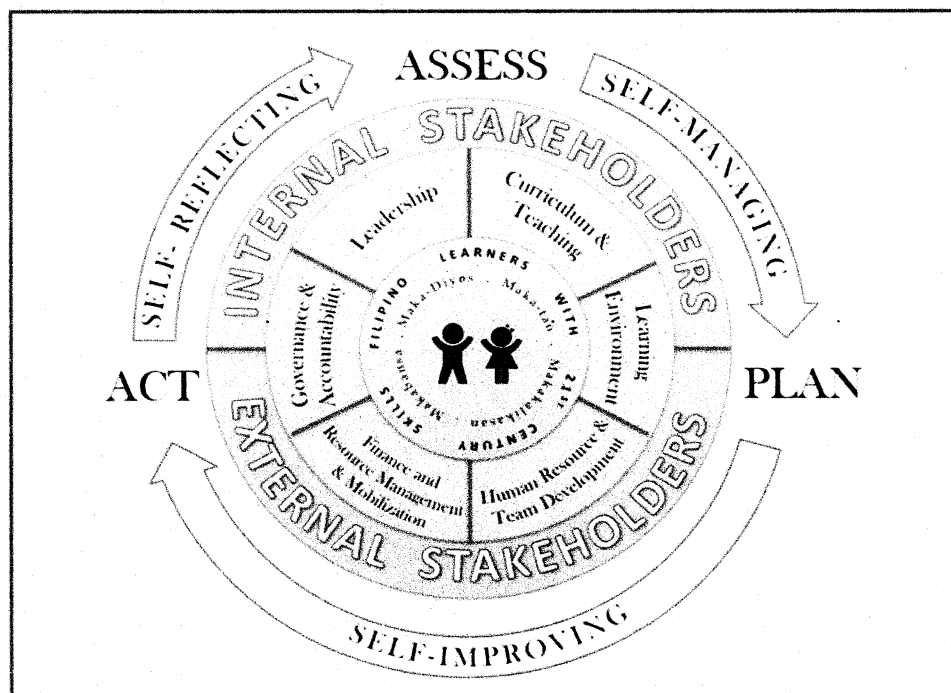 ASSESS
SELF-MANAGING
PLAN
SELF-IMPROVING
ACT
SELF- REFLECTING
INTERNAL STAKEHOLDERS
EXTERNAL STAKEHOLDERS
Leadership
Curriculum &
Teaching
Learning
Environment
Human Resource &
Team Development
Finance and
Resource Management
& Mobilization
Governance &
Accountability
FILIPINO LEARNERS WITH 21st CENTURY SKILLS
Maka-Diyos · Maka-tao · Makakalikasan · Makabansa